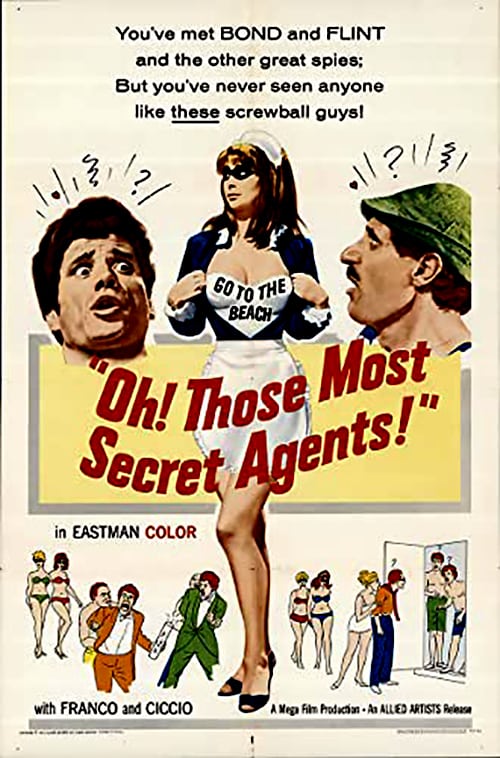 You've met BOND and FLINT
and the other great spies;
But you've never seen anyone
like these screwball guys!
GO TO THE
BEACH
"Oh! Those Most
Secret Agents!"
in EASTMAN COLOR
with FRANCO and CICCIO
A Mega Film Production - An ALLIED ARTISTS Release